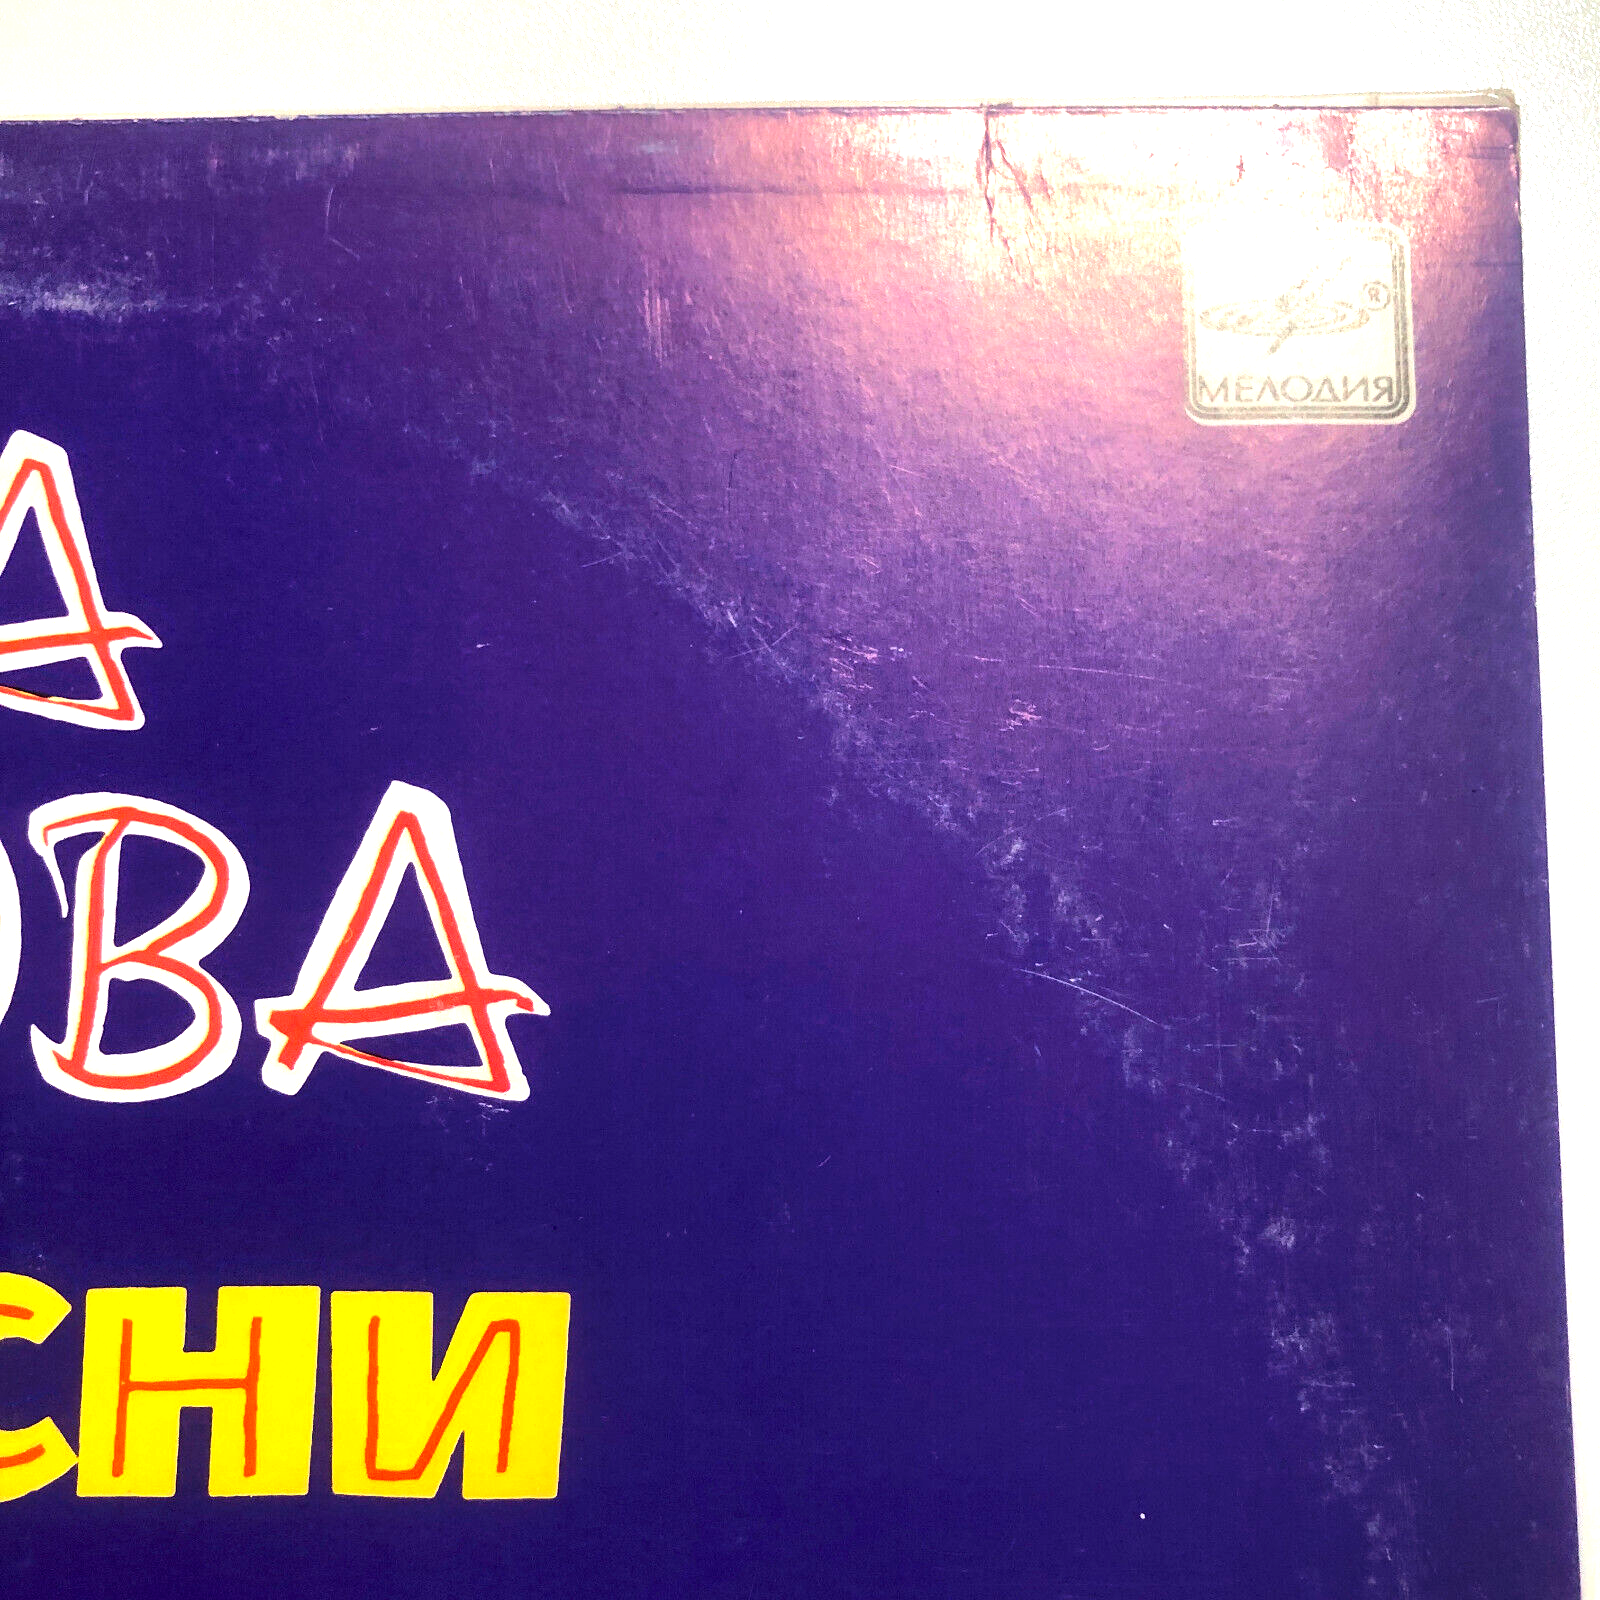 МЕЛОДИЯ
®
А
ОВА
СНИ